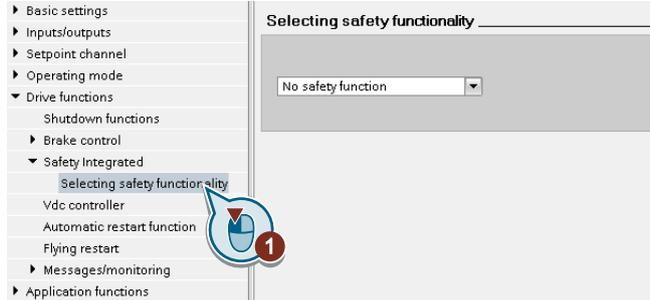 Basic settings
Inputs/outputs
Setpoint channel
Operating mode
Drive functions
Shutdown functions
Brake control
Safety Integrated
Selecting safety functionality
Vdc controller
Automatic restart function
Flying restart
Messages/monitoring
Application functions
Selecting safety functionality
No safety function
1